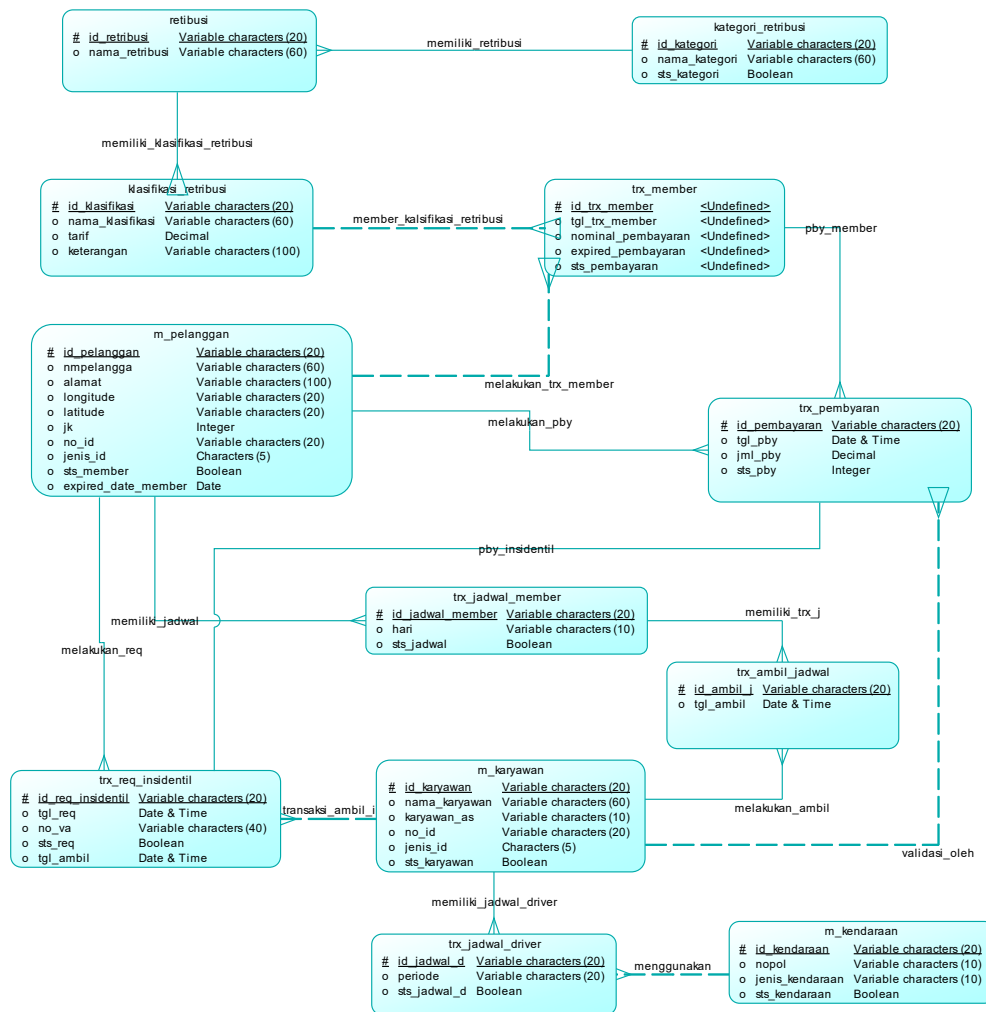 retibusi
# id_retribusi Variable characters (20)
o nama_retribusi Variable characters (60)
memiliki_retribusi
kategori_retribusi
# id_kategori Variable characters (20)
o nama_kategori Variable characters (60)
o sts_kategori Boolean
memiliki_klasifikasi_retribusi
klasifikasi_retribusi
# id_klasifikasi Variable characters (20)
o nama_klasifikasi Variable characters (60)
o tarif Decimal
o keterangan Variable characters (100)
member_kalsifikasi_retribusi
trx_member
# id_trx_member <Undefined>
o tgl_trx_member <Undefined>
o nominal_pembayaran <Undefined>
o expired_pembayaran <Undefined>
o sts_pembayaran <Undefined>
pby_member
m_pelanggan
# id_pelanggan Variable characters (20)
o nmpelangga Variable characters (60)
o alamat Variable characters (100)
o longitude Variable characters (20)
o latitude Variable characters (20)
o jk Integer
o no_id Variable characters (20)
o jenis_id Characters (5)
o sts_member Boolean
o expired_date_member Date
melakukan_trx_member
melakukan_pby
trx_pembyaran
# id_pembayaran Variable characters (20)
o tgl_pby Date & Time
o jml_pby Decimal
o sts_pby Integer
pby_insidentil
memiliki_jadwal
melakukan_req
trx_jadwal_member
# id_jadwal_member Variable characters (20)
o hari Variable characters (10)
o sts_jadwal Boolean
memiliki_trx_j
trx_ambil_jadwal
# id_ambil_j Variable characters (20)
o tgl_ambil Date & Time
trx_req_insidentil
# id_req_insidentil Variable characters (20)
o tgl_req Date & Time
o no_va Variable characters (40)
o sts_req Boolean
o tgl_ambil Date & Time
transaksi_ambil_i
m_karyawan
# id_karyawan Variable characters (20)
o nama_karyawan Variable characters (60)
o karyawan_as Variable characters (10)
o no_id Variable characters (20)
o jenis_id Characters (5)
o sts_karyawan Boolean
melakukan_ambil
validasi_oleh
memiliki_jadwal_driver
trx_jadwal_driver
# id_jadwal_d Variable characters (20)
o periode Variable characters (20)
o sts_jadwal_d Boolean
menggunakan
m_kendaraan
# id_kendaraan Variable characters (20)
o nopol Variable characters (10)
o jenis_kendaraan Variable characters (10)
o sts_kendaraan Boolean